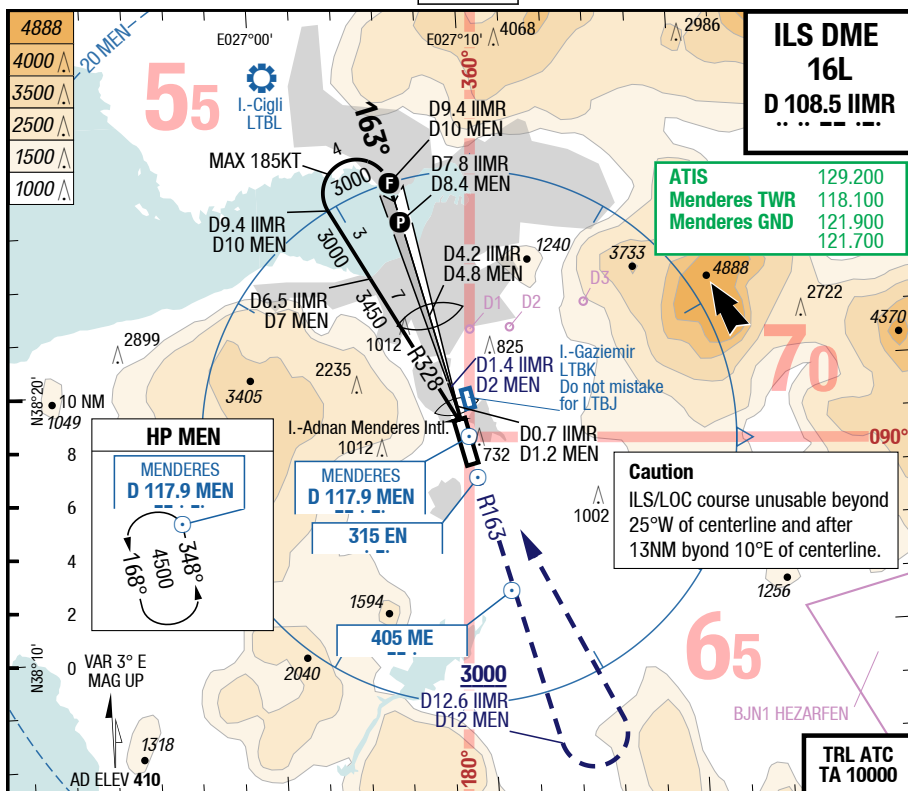 4888
4000
3500
2500
1500
1000
20 MEN
E027°00'
E027°10'
4068
2986
360°
ILS DME
16L
D 108.5 IIMR
55
I.-Cigli
LTBL
163°
D9.4 IIMR
D10 MEN
4
MAX 185KT
3000
D7.8 IIMR
D8.4 MEN
F
P
ATIS 129.200
Menderes TWR 118.100
Menderes GND 121.900
121.700
D9.4 IIMR
D10 MEN
3
3000
D4.2 IIMR
D4.8 MEN
1240
3733
4888
D3
2722
D6.5 IIMR
D7 MEN
3450
7
D1
D2
4370
2899
1012
R328
825
70
2235
D1.4 IIMR
D2 MEN
I.-Gaziemir
LTBK
Do not mistake
for LTBJ
N38°20'
3405
10 NM
1049
I.-Adnan Menderes Intl.
1012
732
D0.7 IIMR
D1.2 MEN
090°
HP MEN
MENDERES
D 117.9 MEN
168°
4500
348°
8
6
4
2
0
MENDERES
D 117.9 MEN
315 EN
R163
1002
Caution
ILS/LOC course unusable beyond
25°W of centerline and after
13NM byond 10°E of centerline.
1256
1594
405 ME
65
N38°10'
VAR 3° E
MAG UP
2040
3000
D12.6 IIMR
D12 MEN
BJN1 HEZARFEN
1318
AD ELEV 410
180°
TRL ATC
TA 10000